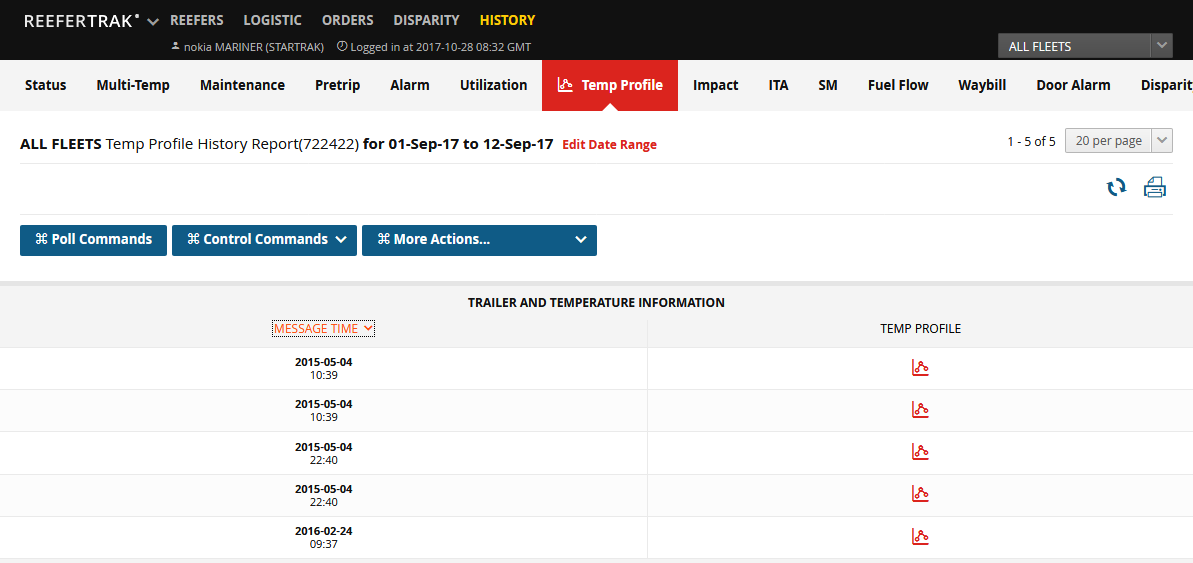 REEFERTRAK REEFERS LOGISTIC ORDERS DISPARITY HISTORY
nokia MARINER (STARTRAK) Logged in at 2017-10-28 08:32 GMT
ALL FLEETS
Status Multi-Temp Maintenance Pretrip Alarm Utilization Temp Profile Impact ITA SM Fuel Flow Waybill Door Alarm Disparit
ALL FLEETS Temp Profile History Report(722422) for 01-Sep-17 to 12-Sep-17 Edit Date Range 1 - 5 of 5 20 per page
⌘ Poll Commands ⌘ Control Commands ⌘ More Actions...
TRAILER AND TEMPERATURE INFORMATION
MESSAGE TIME TEMP PROFILE
2015-05-04
10:39
2015-05-04
10:39
2015-05-04
22:40
2015-05-04
22:40
2016-02-24
09:37